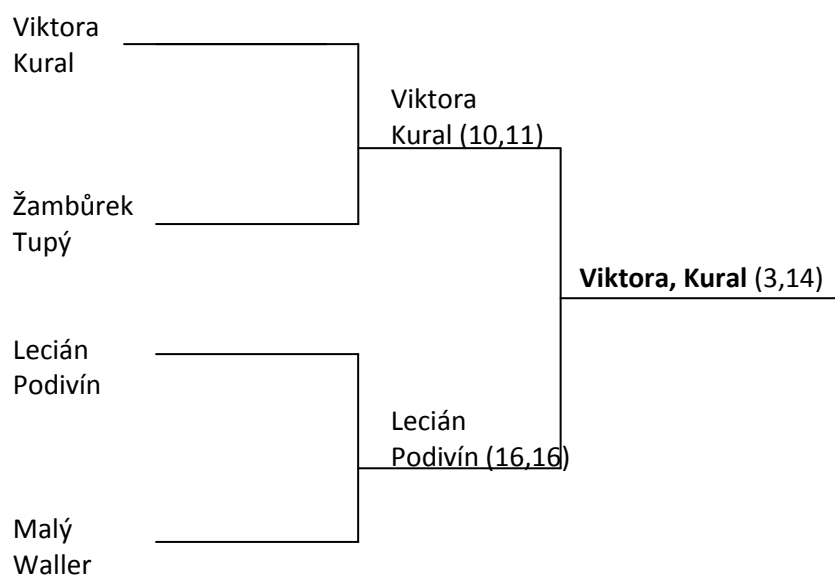 Viktora
Kural
Viktora
Kural (10,11)
Žambůrek
Tupý
Viktora, Kural (3,14)
Lecián
Podivín
Lecián
Podivín (16,16)
Malý
Waller